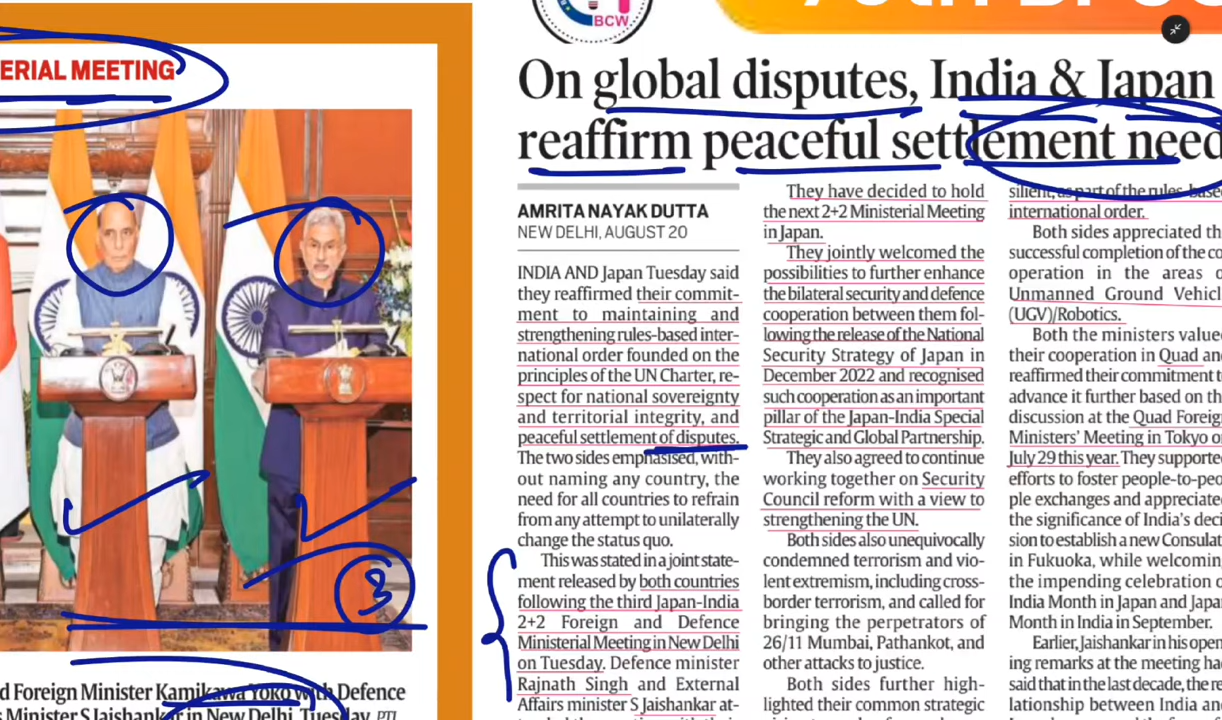 ERIAL MEETING
d Foreign Minister Kamikawa Yoko with Defence
s Minister S Jaishankar in New Delhi, Tuesday. PTI
3
BCW
On global disputes, India & Japan
reaffirm peaceful settlement need
AMRITA NAYAK DUTTA
NEW DELHI, AUGUST 20
INDIA AND Japan Tuesday said
they reaffirmed their commit-
ment to maintaining and
strengthening rules-based inter-
national order founded on the
principles of the UN Charter, re-
spect for national sovereignty
and territorial integrity, and
peaceful settlement of disputes.
The two sides emphasised, with-
out naming any country, the
need for all countries to refrain
from any attempt to unilaterally
change the status quo.
This was stated in a joint state-
ment released by both countries
following the third Japan-India
2+2 Foreign and Defence
Ministerial Meeting in New Delhi
on Tuesday. Defence minister
Rajnath Singh and External
Affairs minister S Jaishankar at-
They have decided to hold
the next 2+2 Ministerial Meeting
in Japan.
They jointly welcomed the
possibilities to further enhance
the bilateral security and defence
cooperation between them fol-
lowing the release of the National
Security Strategy of Japan in
December 2022 and recognised
such cooperation as an important
pillar of the Japan-India Special
Strategic and Global Partnership.
They also agreed to continue
working together on Security
Council reform with a view to
strengthening the UN.
Both sides also unequivocally
condemned terrorism and vio-
lent extremism, including cross-
border terrorism, and called for
bringing the perpetrators of
26/11 Mumbai, Pathankot, and
other attacks to justice.
Both sides further high-
lighted their common strategic
silient, as part of the rules-based
international order.
Both sides appreciated th
successful completion of the co
operation in the areas o
Unmanned Ground Vehicl
(UGV)/Robotics.
Both the ministers value
their cooperation in Quad an
reaffirmed their commitment t
advance it further based on th
discussion at the Quad Foreig
Ministers' Meeting in Tokyo o
July 29 this year. They supporte
efforts to foster people-to-peo
ple exchanges and appreciate
the significance of India's deci
sion to establish a new Consulat
in Fukuoka, while welcoming
the impending celebration o
India Month in Japan and Japa
Month in India in September.
Earlier, Jaishankar in his open
ing remarks at the meeting ha
said that in the last decade, the re